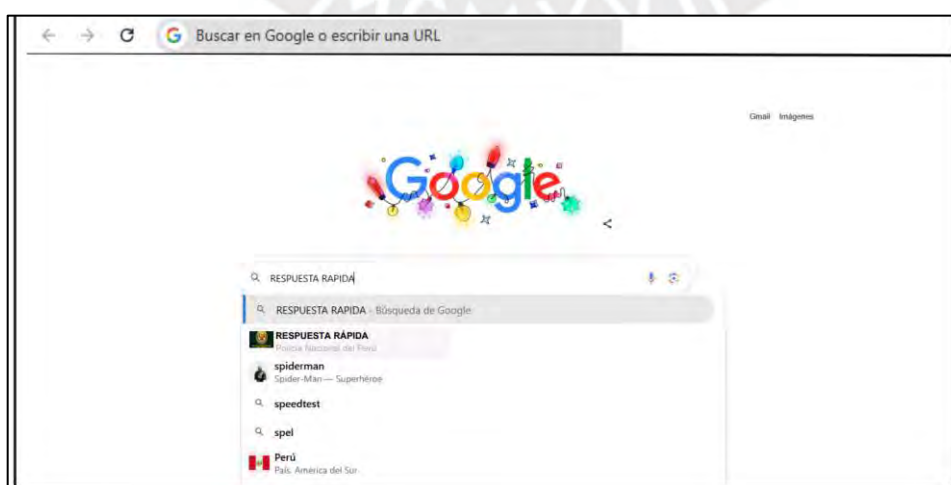 Buscar en Google o escribir una URL
Gmail Imágenes
Google
RESPUESTA RAPIDA
RESPUESTA RAPIDA - Búsqueda de Google
RESPUESTA RÁPIDA
Policía Nacional del Perú
spiderman
Spider-Man — Superhéroe
speedtest
spel
Perú
País. América del Sur